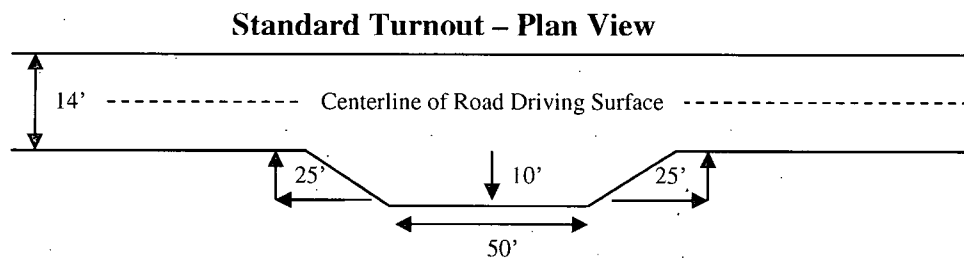 Standard Turnout – Plan View
14'
Centerline of Road Driving Surface
25'
10'
25'
50'